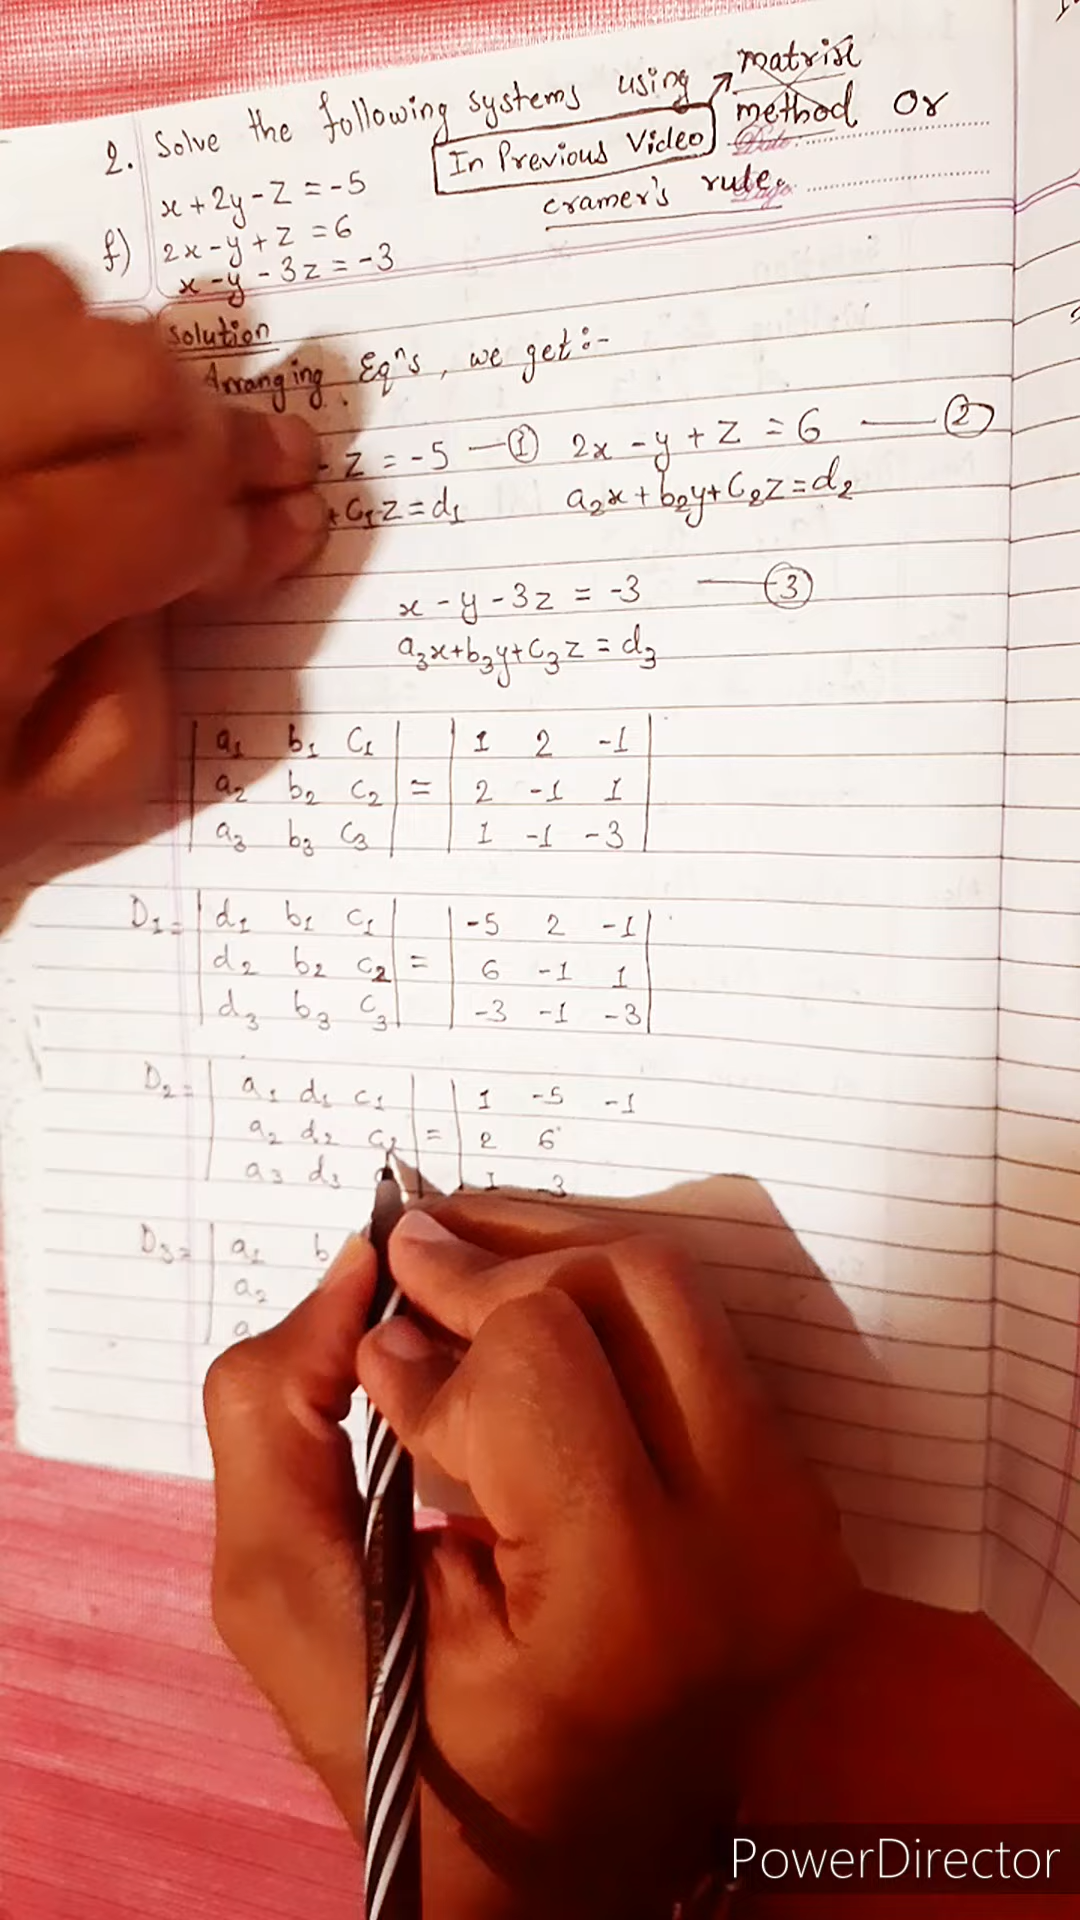 2. Solve the following systems using → matrix
method or
In Previous Video
cramer's rule.
f) x + 2y - z = -5
2x - y + z = 6
x - y - 3z = -3
Solution
Arranging Eqⁿs, we get:-
- z = -5 — ① 2x - y + z = 6 — ②
+ c₁z = d₁ a₂x + b₂y + c₂z = d₂
x - y - 3z = -3 — ③
a₃x + b₃y + c₃z = d₃
| a₁ b₁ c₁ | | 1 2 -1 |
| a₂ b₂ c₂ | = | 2 -1 1 |
| a₃ b₃ c₃ | | 1 -1 -3 |
D₁ = | d₁ b₁ c₁ | | -5 2 -1 |
| d₂ b₂ c₂ | = | 6 -1 1 |
| d₃ b₃ c₃ | | -3 -1 -3 |
D₂ = | a₁ d₁ c₁ | | 1 -5 -1
| a₂ d₂ c₂ | = | 2 6
| a₃ d₃ | | 1 -3
D₃ = | a₁ b
| a₂
| a
PowerDirector